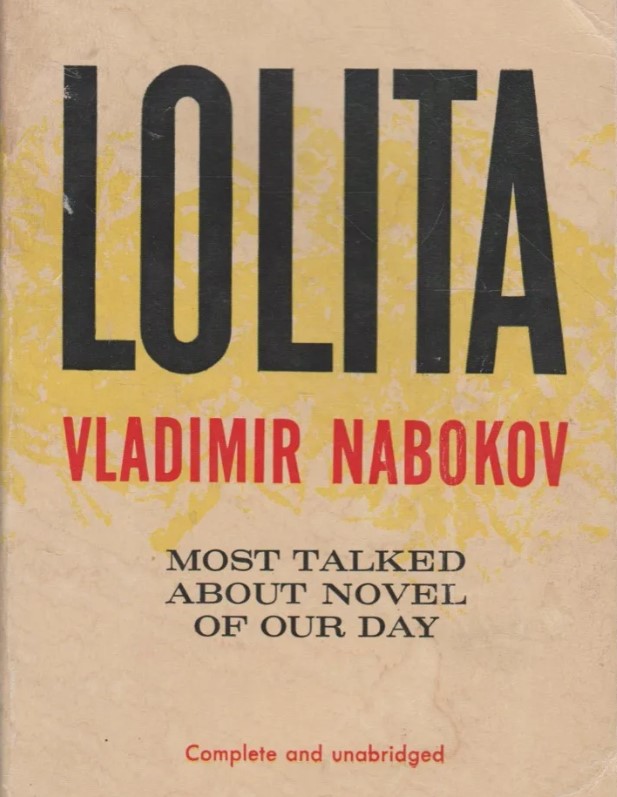 LOLITA
VLADIMIR NABOKOV
MOST TALKED
ABOUT NOVEL
OF OUR DAY
Complete and unabridged